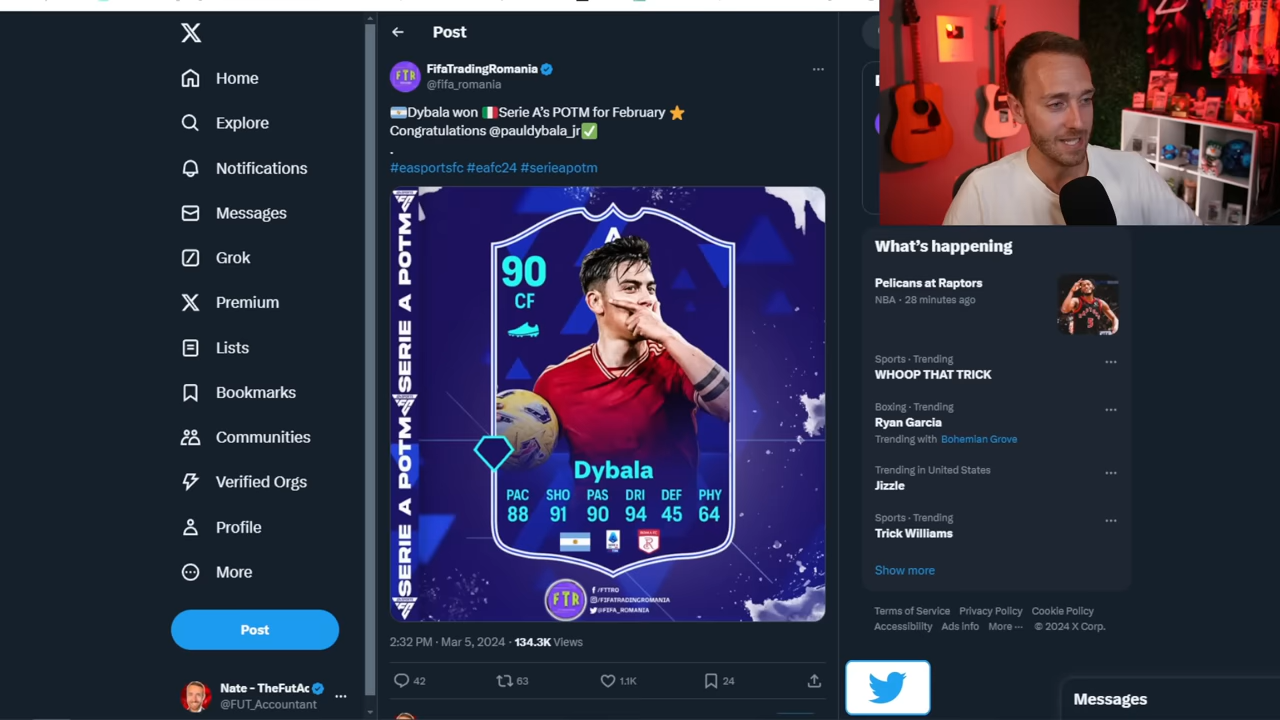 Home
Explore
Notifications
Messages
Grok
Premium
Lists
Bookmarks
Communities
Verified Orgs
Profile
More
Post
Nate - TheFutAc
@FUT_Accountant
Post
FTR
FifaTradingRomania
@fifa_romania
🇦🇷Dybala won 🇮🇹Serie A's POTM for February ⭐
Congratulations @pauldybala_jr✅
.
#easportsfc #eafc24 #serieapotm
SERIE A POTM
SERIE A POTM
90
CF
Dybala
PAC SHO PAS DRI DEF PHY
88 91 90 94 45 64
FTR
/FTTRO
/FIFATRADINGROMANIA
@FIFA_ROMANIA
2:32 PM · Mar 5, 2024 · 134.3K Views
42 63 1.1K 24
What's happening
Pelicans at Raptors
NBA · 28 minutes ago
Sports · Trending
WHOOP THAT TRICK
Boxing · Trending
Ryan Garcia
Trending with Bohemian Grove
Trending in United States
Jizzle
Sports · Trending
Trick Williams
Show more
Terms of Service Privacy Policy Cookie Policy
Accessibility Ads info More ··· © 2024 X Corp.
Messages